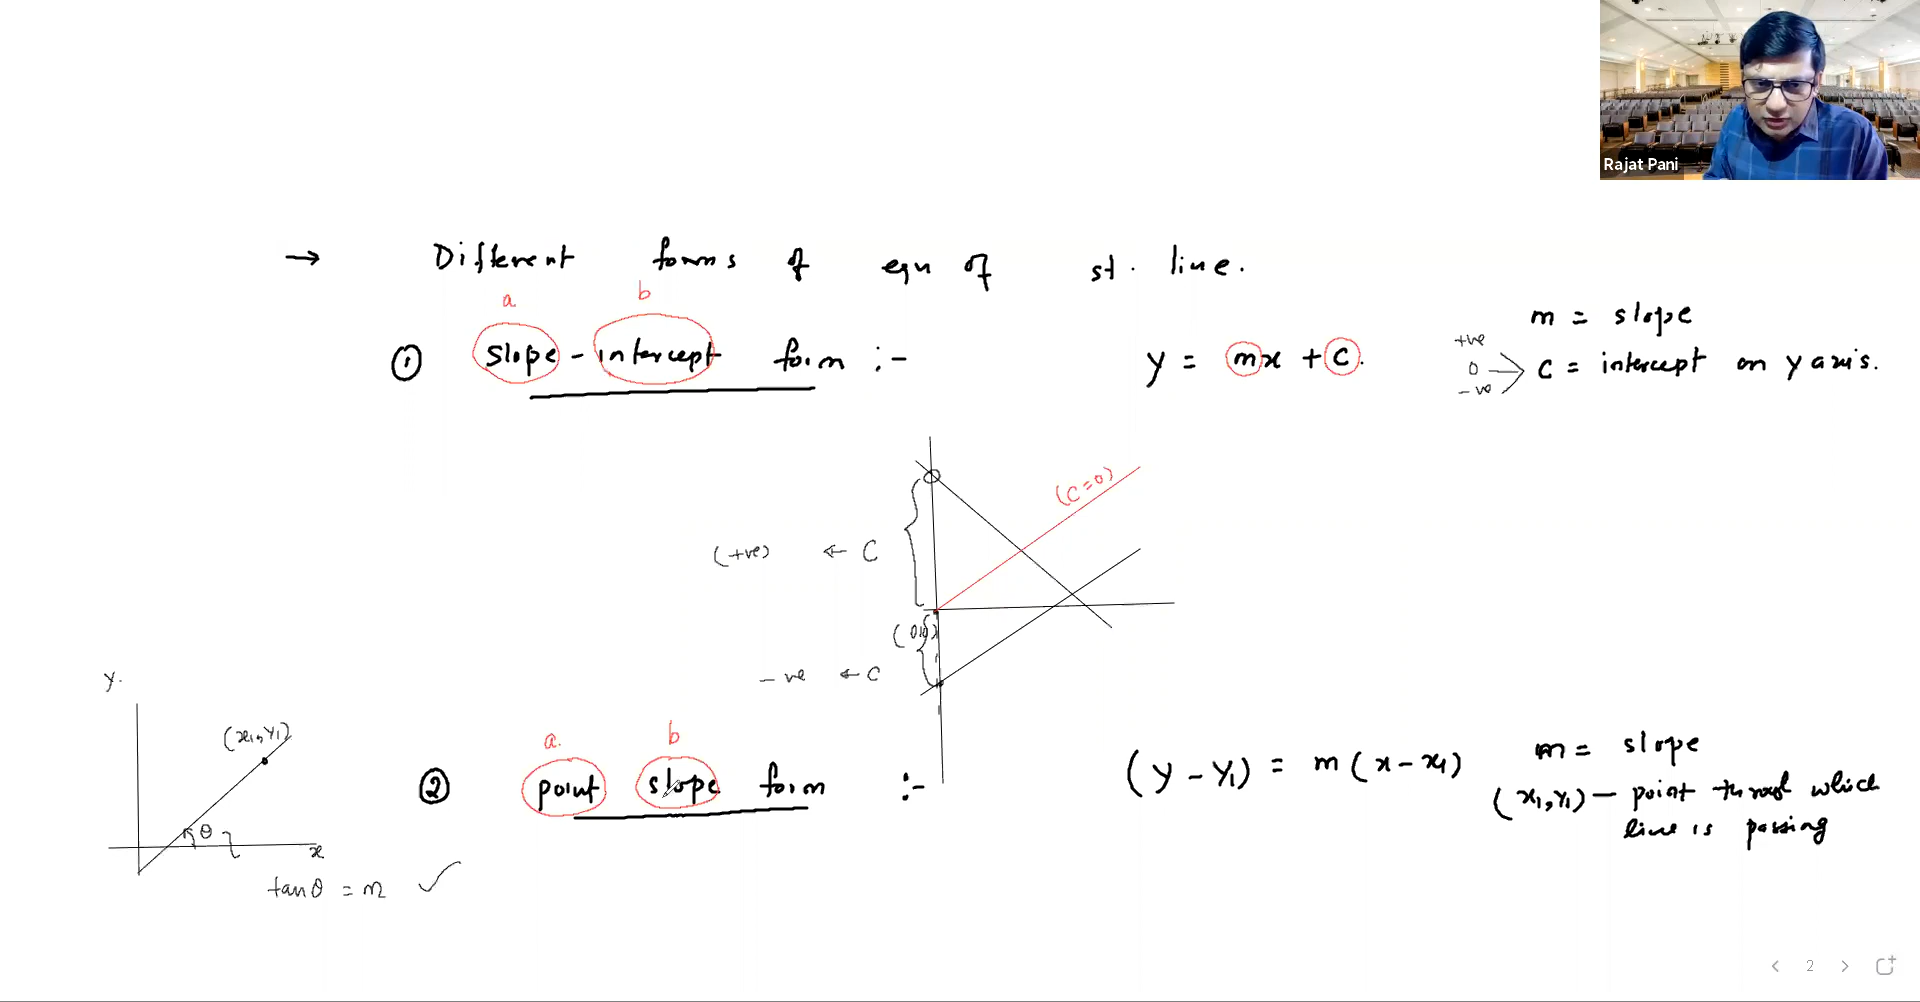 Rajat Pani
→ Different forms of eqn of st. line.
a b
① slope - intercept form :-
y = mx + c.
m = slope
+ve
0
- ve
c = intercept on y axis.
(c=0)
(+ve) ← C
(0,0)
- ve ← C
y.
(x₁,y₁)
θ
x
tanθ = m ✓
a. b
② point slope form :-
(y - y₁) = m(x - x₁)
m = slope
(x₁,y₁) - point through which
line is passing
< 2 >